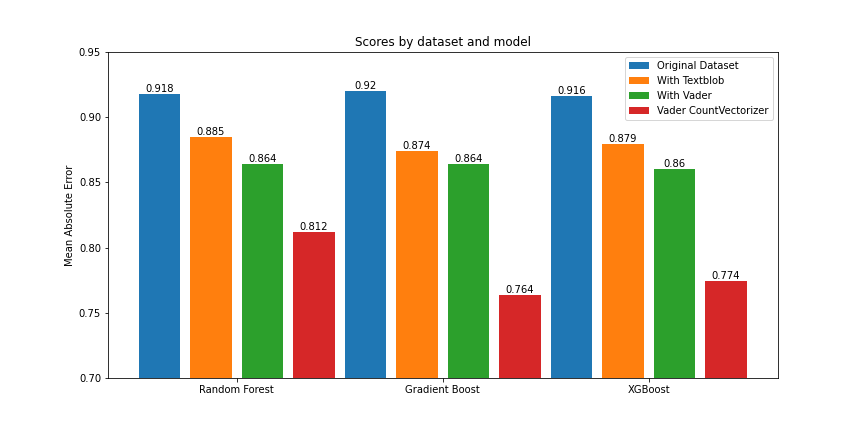 Scores by dataset and model
Mean Absolute Error
0.95
0.90
0.85
0.80
0.75
0.70
0.918
0.885
0.864
0.812
0.92
0.874
0.864
0.764
0.916
0.879
0.86
0.774
Original Dataset
With Textblob
With Vader
Vader CountVectorizer
Random Forest
Gradient Boost
XGBoost